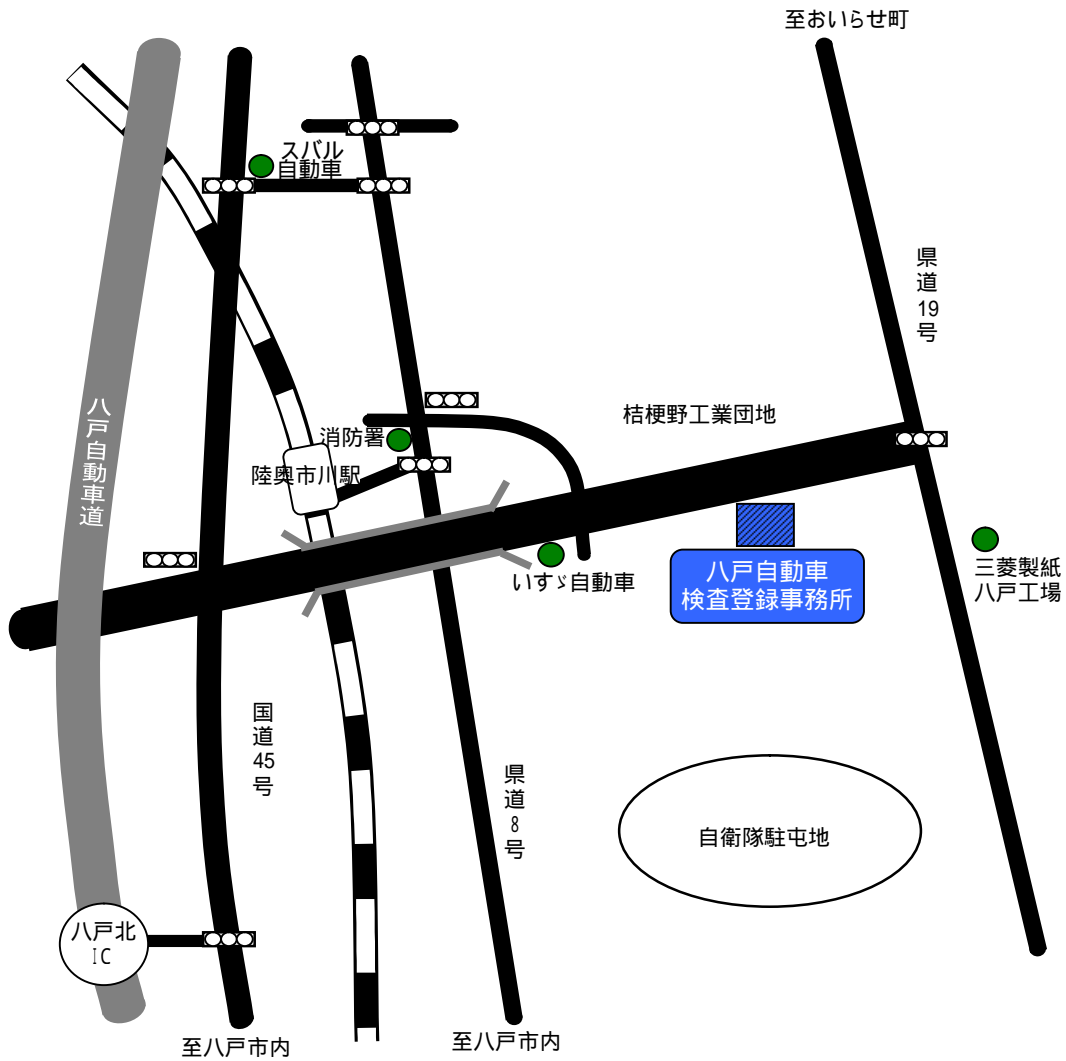 至おいらせ町
スバル
自動車
県道19号
八戸自動車道
桔梗野工業団地
消防署
陸奥市川駅
いすゞ自動車
八戸自動車
検査登録事務所
三菱製紙
八戸工場
国道45号
県道8号
自衛隊駐屯地
八戸北
IC
至八戸市内
至八戸市内